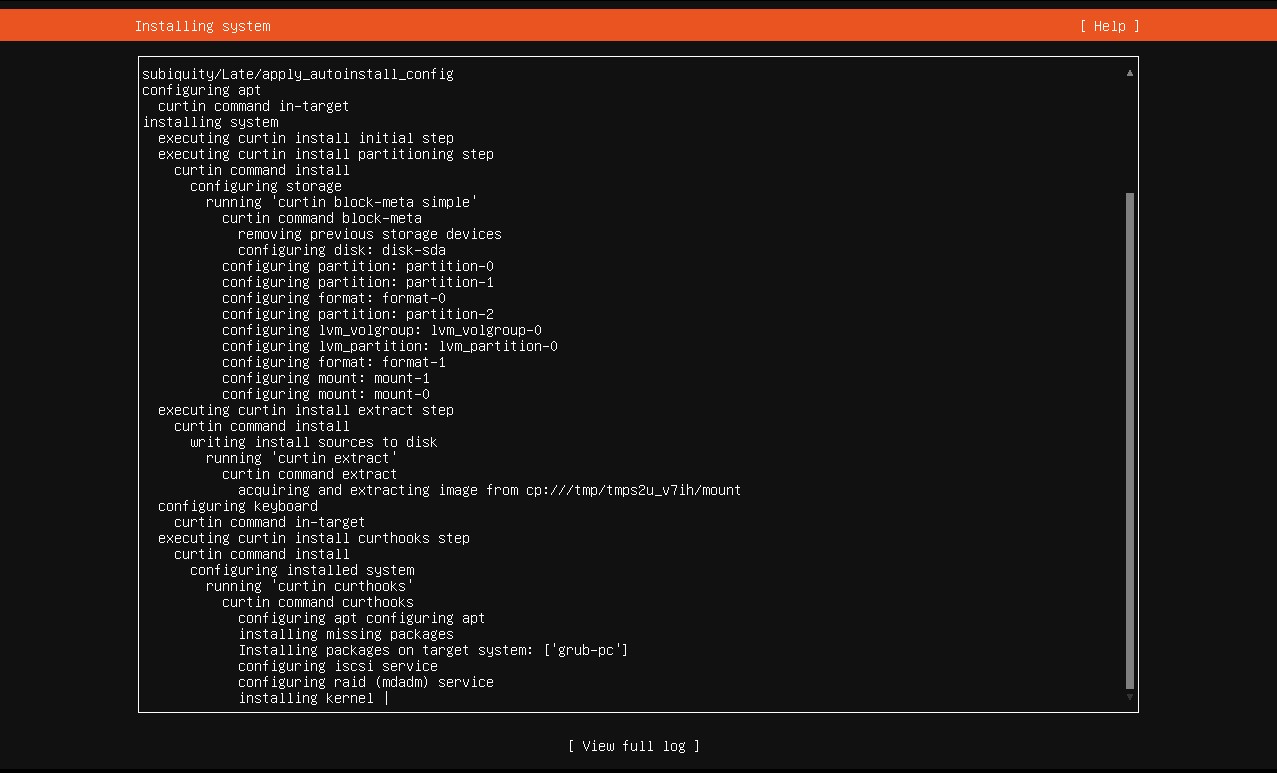 Installing system
[ Help ]
subiquity/Late/apply_autoinstall_config
configuring apt
curtin command in-target
installing system
executing curtin install initial step
executing curtin install partitioning step
curtin command install
configuring storage
running 'curtin block-meta simple'
curtin command block-meta
removing previous storage devices
configuring disk: disk-sda
configuring partition: partition-0
configuring partition: partition-1
configuring format: format-0
configuring partition: partition-2
configuring lvm_volgroup: lvm_volgroup-0
configuring lvm_partition: lvm_partition-0
configuring format: format-1
configuring mount: mount-1
configuring mount: mount-0
executing curtin install extract step
curtin command install
writing install sources to disk
running 'curtin extract'
curtin command extract
acquiring and extracting image from cp:///tmp/tmps2u_v7ih/mount
configuring keyboard
curtin command in-target
executing curtin install curthooks step
curtin command install
configuring installed system
running 'curtin curthooks'
curtin command curthooks
configuring apt configuring apt
installing missing packages
Installing packages on target system: ['grub-pc']
configuring iscsi service
configuring raid (mdadm) service
installing kernel |
[ View full log ]